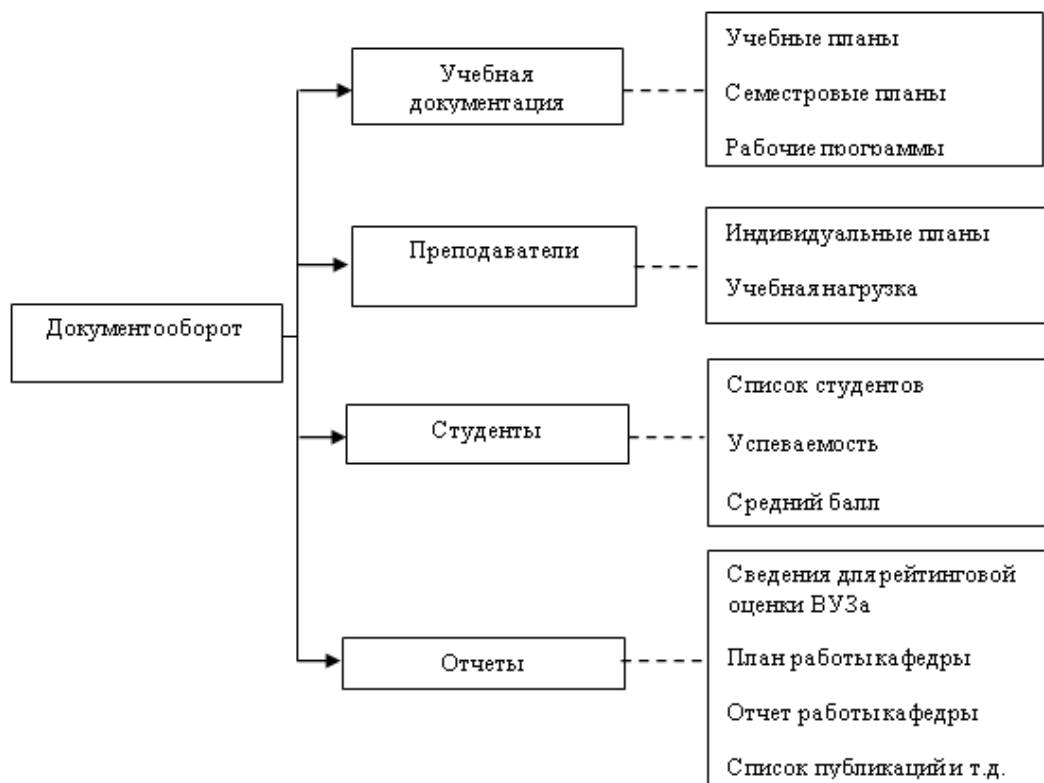 Документооборот
Учебная
документация
Учебные планы
Семестровые планы
Рабочие программы
Преподаватели
Индивидуальные планы
Учебная нагрузка
Студенты
Список студентов
Успеваемость
Средний балл
Отчеты
Сведения для рейтинговой
оценки ВУЗа
План работы кафедры
Отчет работы кафедры
Список публикаций и т.д.